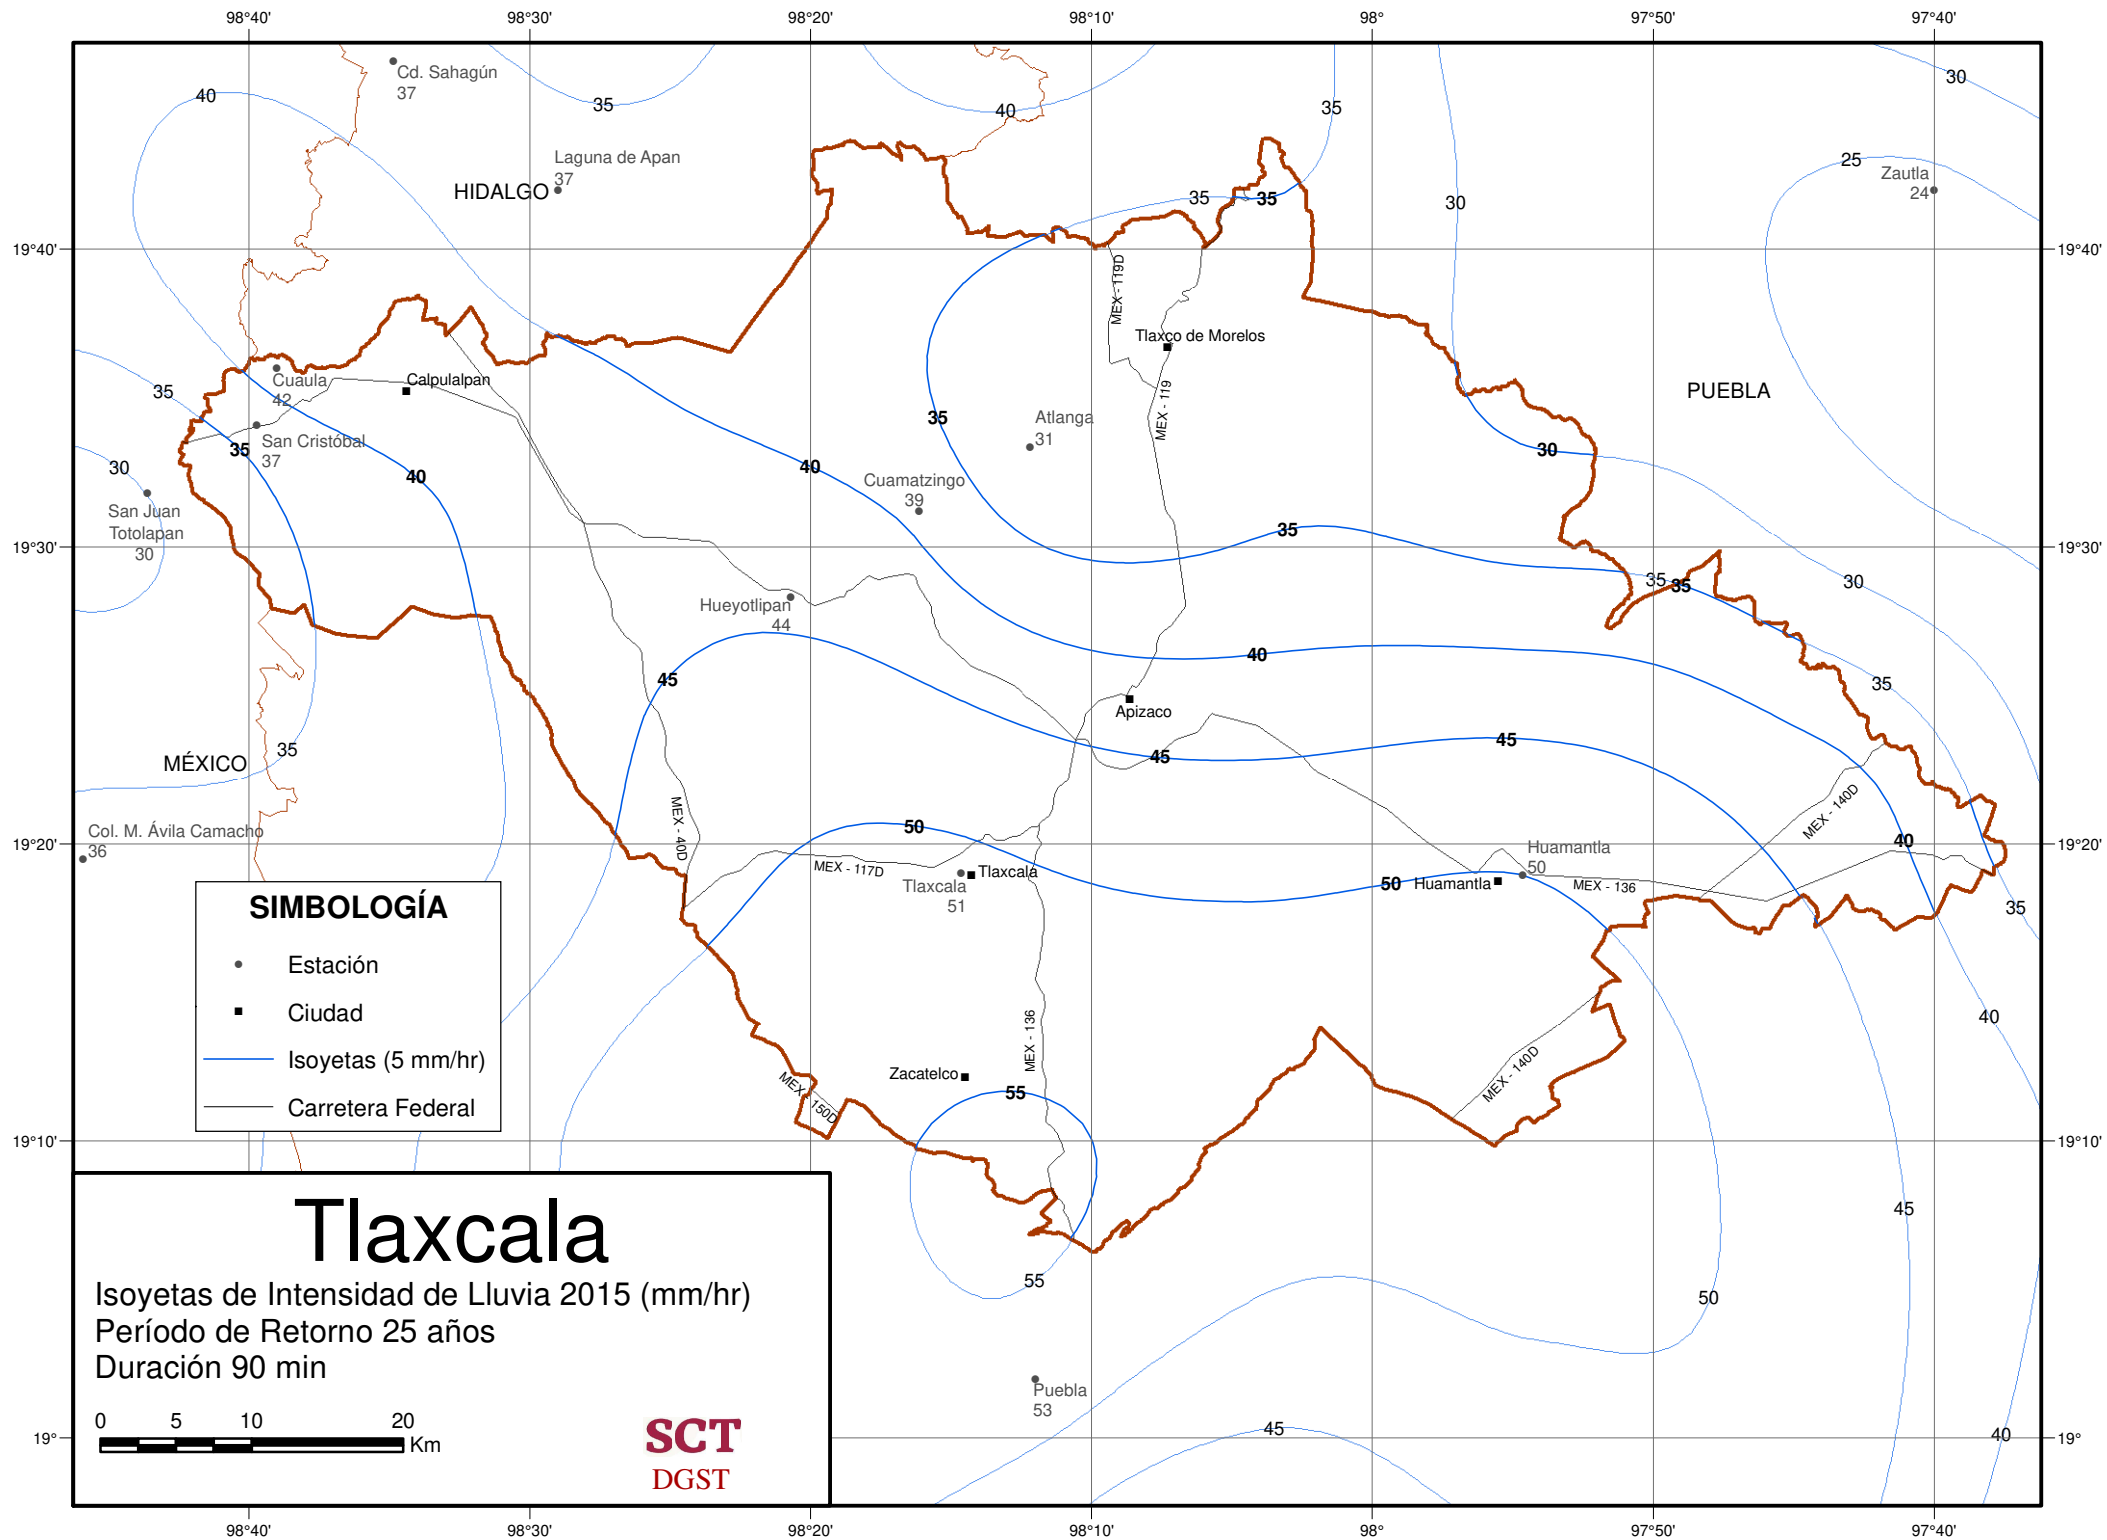 98°40'
98°30'
98°20'
98°10'
98°
97°50'
97°40'
Cd. Sahagún
37
30
40
35
40
35
Laguna de Apan
37
HIDALGO
25
Zautla
24
35
35
30
19°40'
19°40'
MEX - 119D
Tlaxco de Morelos
Cuaula
42
Calpulalpan
35
PUEBLA
MEX - 119
35
Atlanga
31
San Cristóbal
37
35
30
30
40
40
Cuamatzingo
39
San Juan
Totolapan
30
35
19°30'
19°30'
35
35
30
Hueyotlipan
44
40
45
35
Apizaco
45
45
35
MÉXICO
MEX - 40D
MEX - 140D
50
Col. M. Ávila Camacho
36
40
19°20'
19°20'
Huamantla
50
MEX - 117D
Tlaxcala
Tlaxcala
51
50
Huamantla
MEX - 136
35
SIMBOLOGÍA
Estación
Ciudad
Isoyetas (5 mm/hr)
Carretera Federal
40
MEX - 136
Zacatelco
MEX - 140D
MEX - 150D
55
19°10'
19°10'
45
55
50
Tlaxcala
Isoyetas de Intensidad de Lluvia 2015 (mm/hr)
Período de Retorno 25 años
Duración 90 min
0 5 10 20
Km
SCT
DGST
Puebla
53
45
40
19°
19°
98°40'
98°30'
98°20'
98°10'
98°
97°50'
97°40'